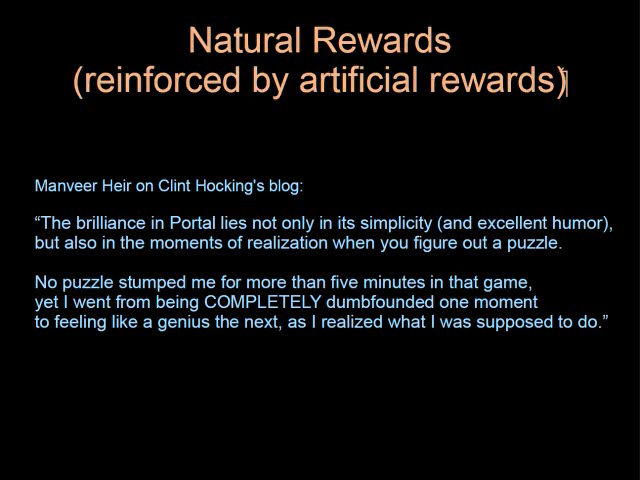 Natural Rewards
(reinforced by artificial rewards)
Manveer Heir on Clint Hocking's blog:
“The brilliance in Portal lies not only in its simplicity (and excellent humor),
but also in the moments of realization when you figure out a puzzle.
No puzzle stumped me for more than five minutes in that game,
yet I went from being COMPLETELY dumbfounded one moment
to feeling like a genius the next, as I realized what I was supposed to do.”